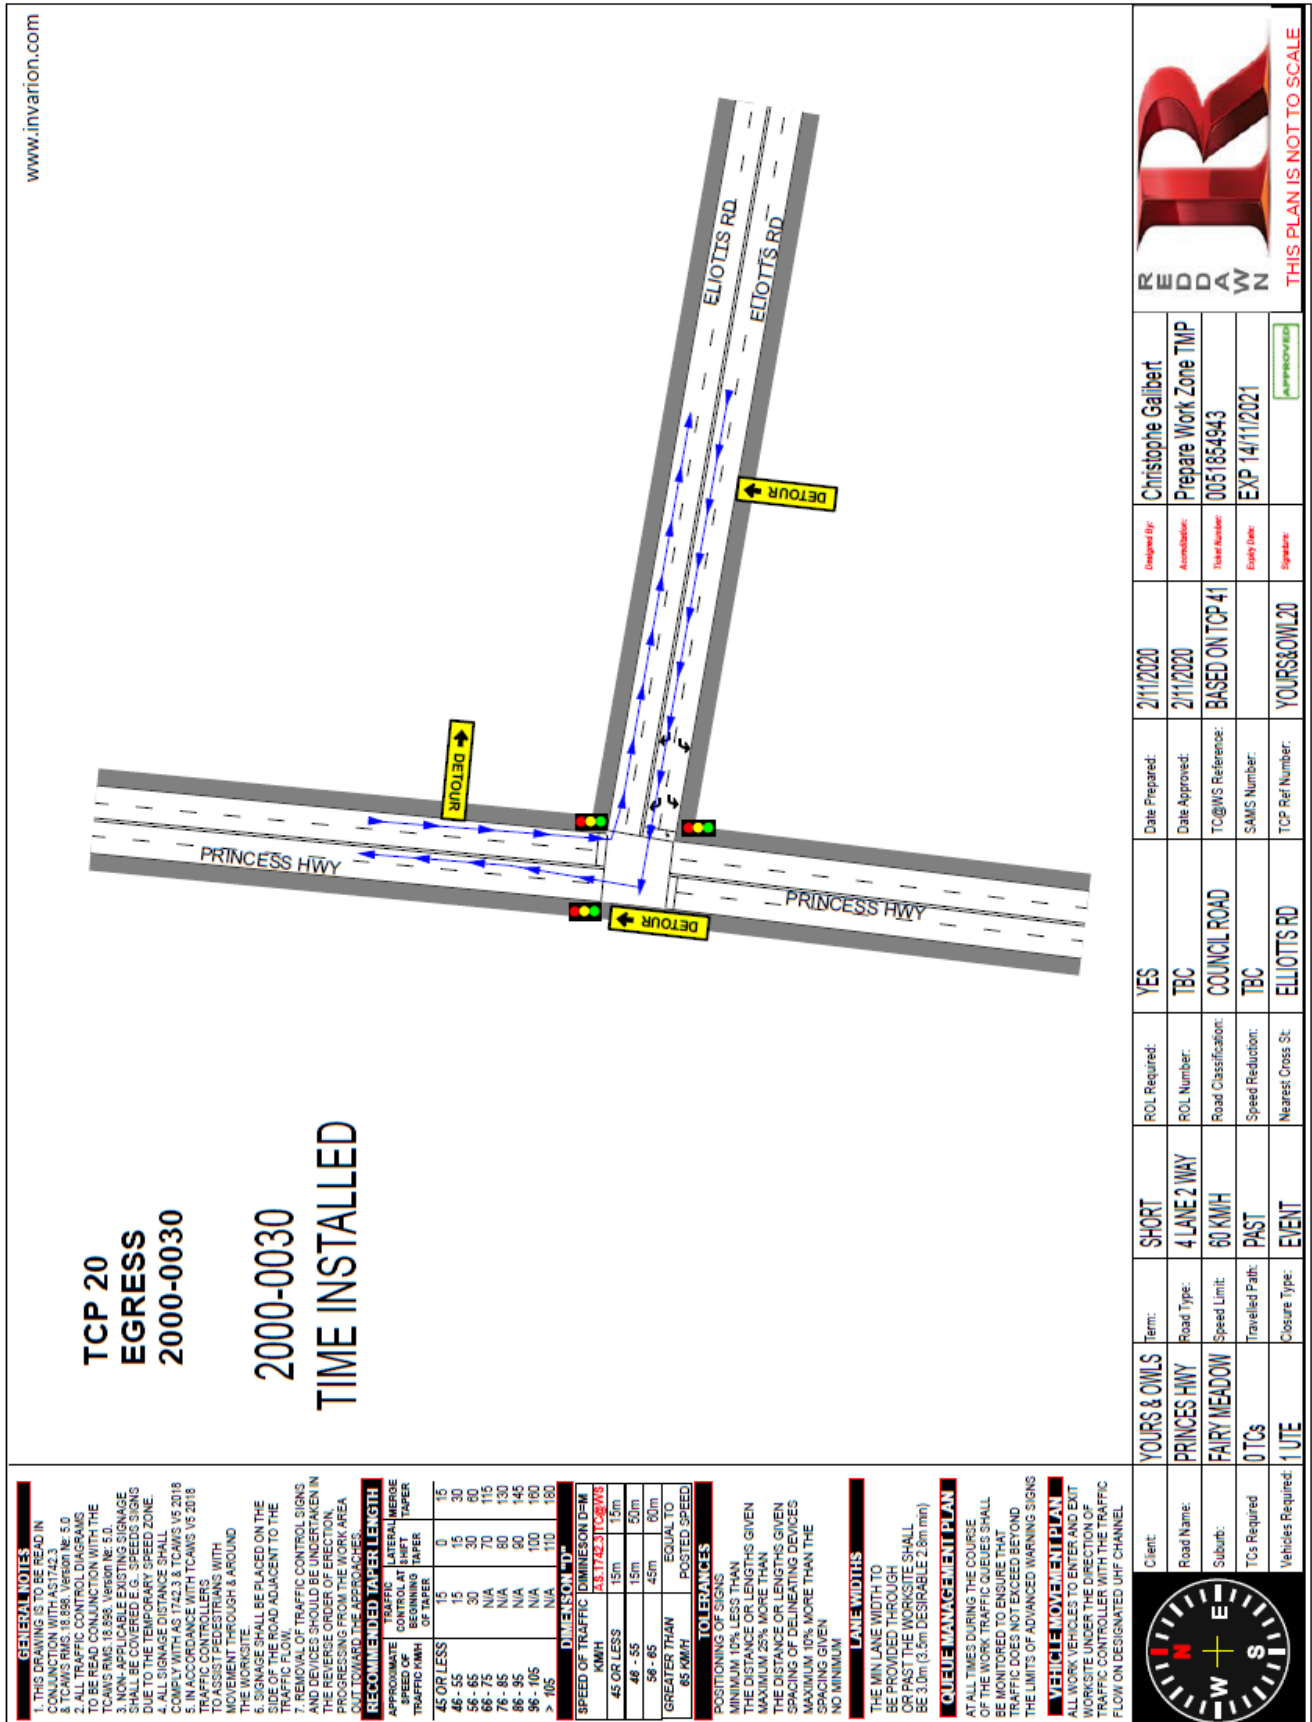 www.invarion.com
TCP 20
EGRESS
2000-0030
2000-0030
TIME INSTALLED
PRINCESS HWY
PRINCESS HWY
ELIOTTS RD
ELIOTTS RD
DETOUR
DETOUR
DETOUR
GENERAL NOTES
1. THIS DRAWING IS TO BE READ IN
CONJUNCTION WITH AS1742.3
& TCAWS RMS.18.898. Version №: 5.0
2. ALL TRAFFIC CONTROL DIAGRAMS
TO BE READ CONJUNCTION WITH THE
TCAWS RMS.18.898. Version №: 5.0.
3. NON APPLICABLE EXISTING SIGNAGE
SHALL BE COVERED E.G. SPEEDS SIGNS
DUE TO THE TEMPORARY SPEED ZONE.
4. ALL SIGNAGE DISTANCE SHALL
COMPLY WITH AS 1742.3 & TCAWS V5 2018
5. IN ACCORDANCE WITH TCAWS V5 2018
TRAFFIC CONTROLLERS
TO ASSIST PEDESTRIANS WITH
MOVEMENT THROUGH & AROUND
THE WORKSITE.
6. SIGNAGE SHALL BE PLACED ON THE
SIDE OF THE ROAD ADJACENT TO THE
TRAFFIC FLOW.
7. REMOVAL OF TRAFFIC CONTROL SIGNS
AND DEVICES SHOULD BE UNDERTAKEN IN
THE REVERSE ORDER OF ERECTION,
PROGRESSING FROM THE WORK AREA
OUT TOWARD THE APPROACHES.
RECOMMENDED TAPER LENGTH
APPROXIMATE SPEED OF TRAFFIC KM/H TRAFFIC CONTROL AT BEGINNING OF TAPER LATERAL SHIFT TAPER MERGE TAPER
45 OR LESS 15 0 15
46 - 55 15 15 30
56 - 65 30 30 60
66 - 75 N/A 70 115
76 - 85 N/A 80 130
86 - 95 N/A 90 145
96 - 105 N/A 100 160
> 105 N/A 110 180
DIMENSION "D"
SPEED OF TRAFFIC KM/H DIMINESON D=M
AS.1742.3 TC@WS
45 OR LESS 15m 15m
46 - 55 15m 50m
56 - 65 45m 60m
GREATER THAN 65 KM/H EQUAL TO POSTED SPEED
TOLERANCES
POSITIONING OF SIGNS
MINIMUM 10% LESS THAN
THE DISTANCE OR LENGTHS GIVEN
MAXIMUM 25% MORE THAN
THE DISTANCE OR LENGTHS GIVEN
SPACING OF DELINEATING DEVICES
MAXIMUM 10% MORE THAN THE
SPACING GIVEN
NO MINIMUM
LANE WIDTHS
THE MIN LANE WIDTH TO
BE PROVIDED THROUGH
OR PAST THE WORKSITE SHALL
BE 3.0m (3.5m DESIRABLE 2.8m min)
QUEUE MANAGEMENT PLAN
AT ALL TIMES DURING THE COURSE
OF THE WORK TRAFFIC QUEUES SHALL
BE MONITORED TO ENSURE THAT
TRAFFIC DOES NOT EXCEED BEYOND
THE LIMITS OF ADVANCED WARNING SIGNS
VEHICLE MOVEMENT PLAN
ALL WORK VEHICLES TO ENTER AND EXIT
WORKSITE UNDER THE DIRECTION OF
TRAFFIC CONTROLLER WITH THE TRAFFIC
FLOW ON DESIGNATED UHF CHANNEL
N
E
S
W
Client: YOURS & OWLS
Road Name: PRINCES HWY
Suburb: FAIRY MEADOW
TCs Required 0 TCs
Vehicles Required: 1 UTE
Term: SHORT
Road Type: 4 LANE 2 WAY
Speed Limit: 60 KM/H
Travelled Path: PAST
Closure Type: EVENT
ROL Required: YES
ROL Number: TBC
Road Classification: COUNCIL ROAD
Speed Reduction: TBC
Nearest Cross St: ELLIOTTS RD
Date Prepared: 2/11/2020
Date Approved: 2/11/2020
TC@WS Reference: BASED ON TCP 41
SAMS Number:
TCP Ref Number: YOURS&OWL20
Designed By: Christophe Galibert
Accreditation: Prepare Work Zone TMP
Ticket Number: 0051854943
Expiry Date: EXP 14/11/2021
Signature: APPROVED
REDDAWN
R
THIS PLAN IS NOT TO SCALE